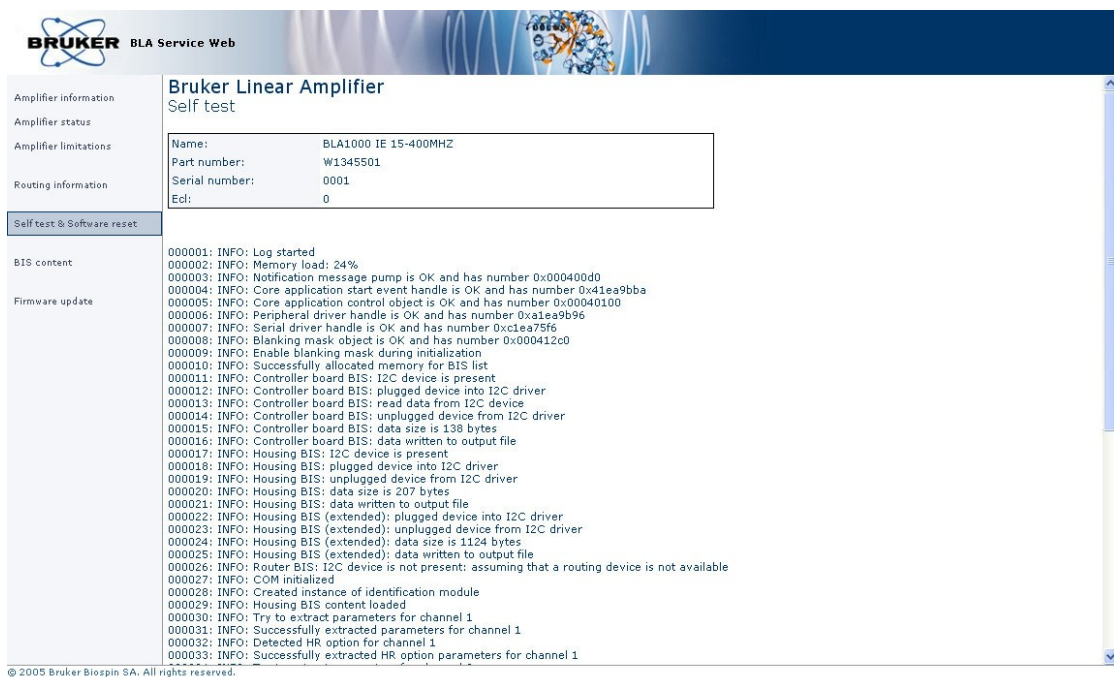 BRUKER BLA Service Web
Amplifier information
Amplifier status
Amplifier limitations
Routing information
Self test & Software reset
BIS content
Firmware update
Bruker Linear Amplifier
Self test
Name: BLA1000 IE 15-400MHZ
Part number: W1345501
Serial number: 0001
Ecl: 0
000001: INFO: Log started
000002: INFO: Memory load: 24%
000003: INFO: Notification message pump is OK and has number 0x000400d0
000004: INFO: Core application start event handle is OK and has number 0x41ea9bba
000005: INFO: Core application control object is OK and has number 0x00040100
000006: INFO: Peripheral driver handle is OK and has number 0xa1ea9b96
000007: INFO: Serial driver handle is OK and has number 0xc1ea75f6
000008: INFO: Blanking mask object is OK and has number 0x000412c0
000009: INFO: Enable blanking mask during initialization
000010: INFO: Successfully allocated memory for BIS list
000011: INFO: Controller board BIS: I2C device is present
000012: INFO: Controller board BIS: plugged device into I2C driver
000013: INFO: Controller board BIS: read data from I2C device
000014: INFO: Controller board BIS: unplugged device from I2C driver
000015: INFO: Controller board BIS: data size is 138 bytes
000016: INFO: Controller board BIS: data written to output file
000017: INFO: Housing BIS: I2C device is present
000018: INFO: Housing BIS: plugged device into I2C driver
000019: INFO: Housing BIS: unplugged device from I2C driver
000020: INFO: Housing BIS: data size is 207 bytes
000021: INFO: Housing BIS: data written to output file
000022: INFO: Housing BIS (extended): plugged device into I2C driver
000023: INFO: Housing BIS (extended): unplugged device from I2C driver
000024: INFO: Housing BIS (extended): data size is 1124 bytes
000025: INFO: Housing BIS (extended): data written to output file
000026: INFO: Router BIS: I2C device is not present: assuming that a routing device is not available
000027: INFO: COM initialized
000028: INFO: Created instance of identification module
000029: INFO: Housing BIS content loaded
000030: INFO: Try to extract parameters for channel 1
000031: INFO: Successfully extracted parameters for channel 1
000032: INFO: Detected HR option for channel 1
000033: INFO: Successfully extracted HR option parameters for channel 1
© 2005 Bruker Biospin SA. All rights reserved.